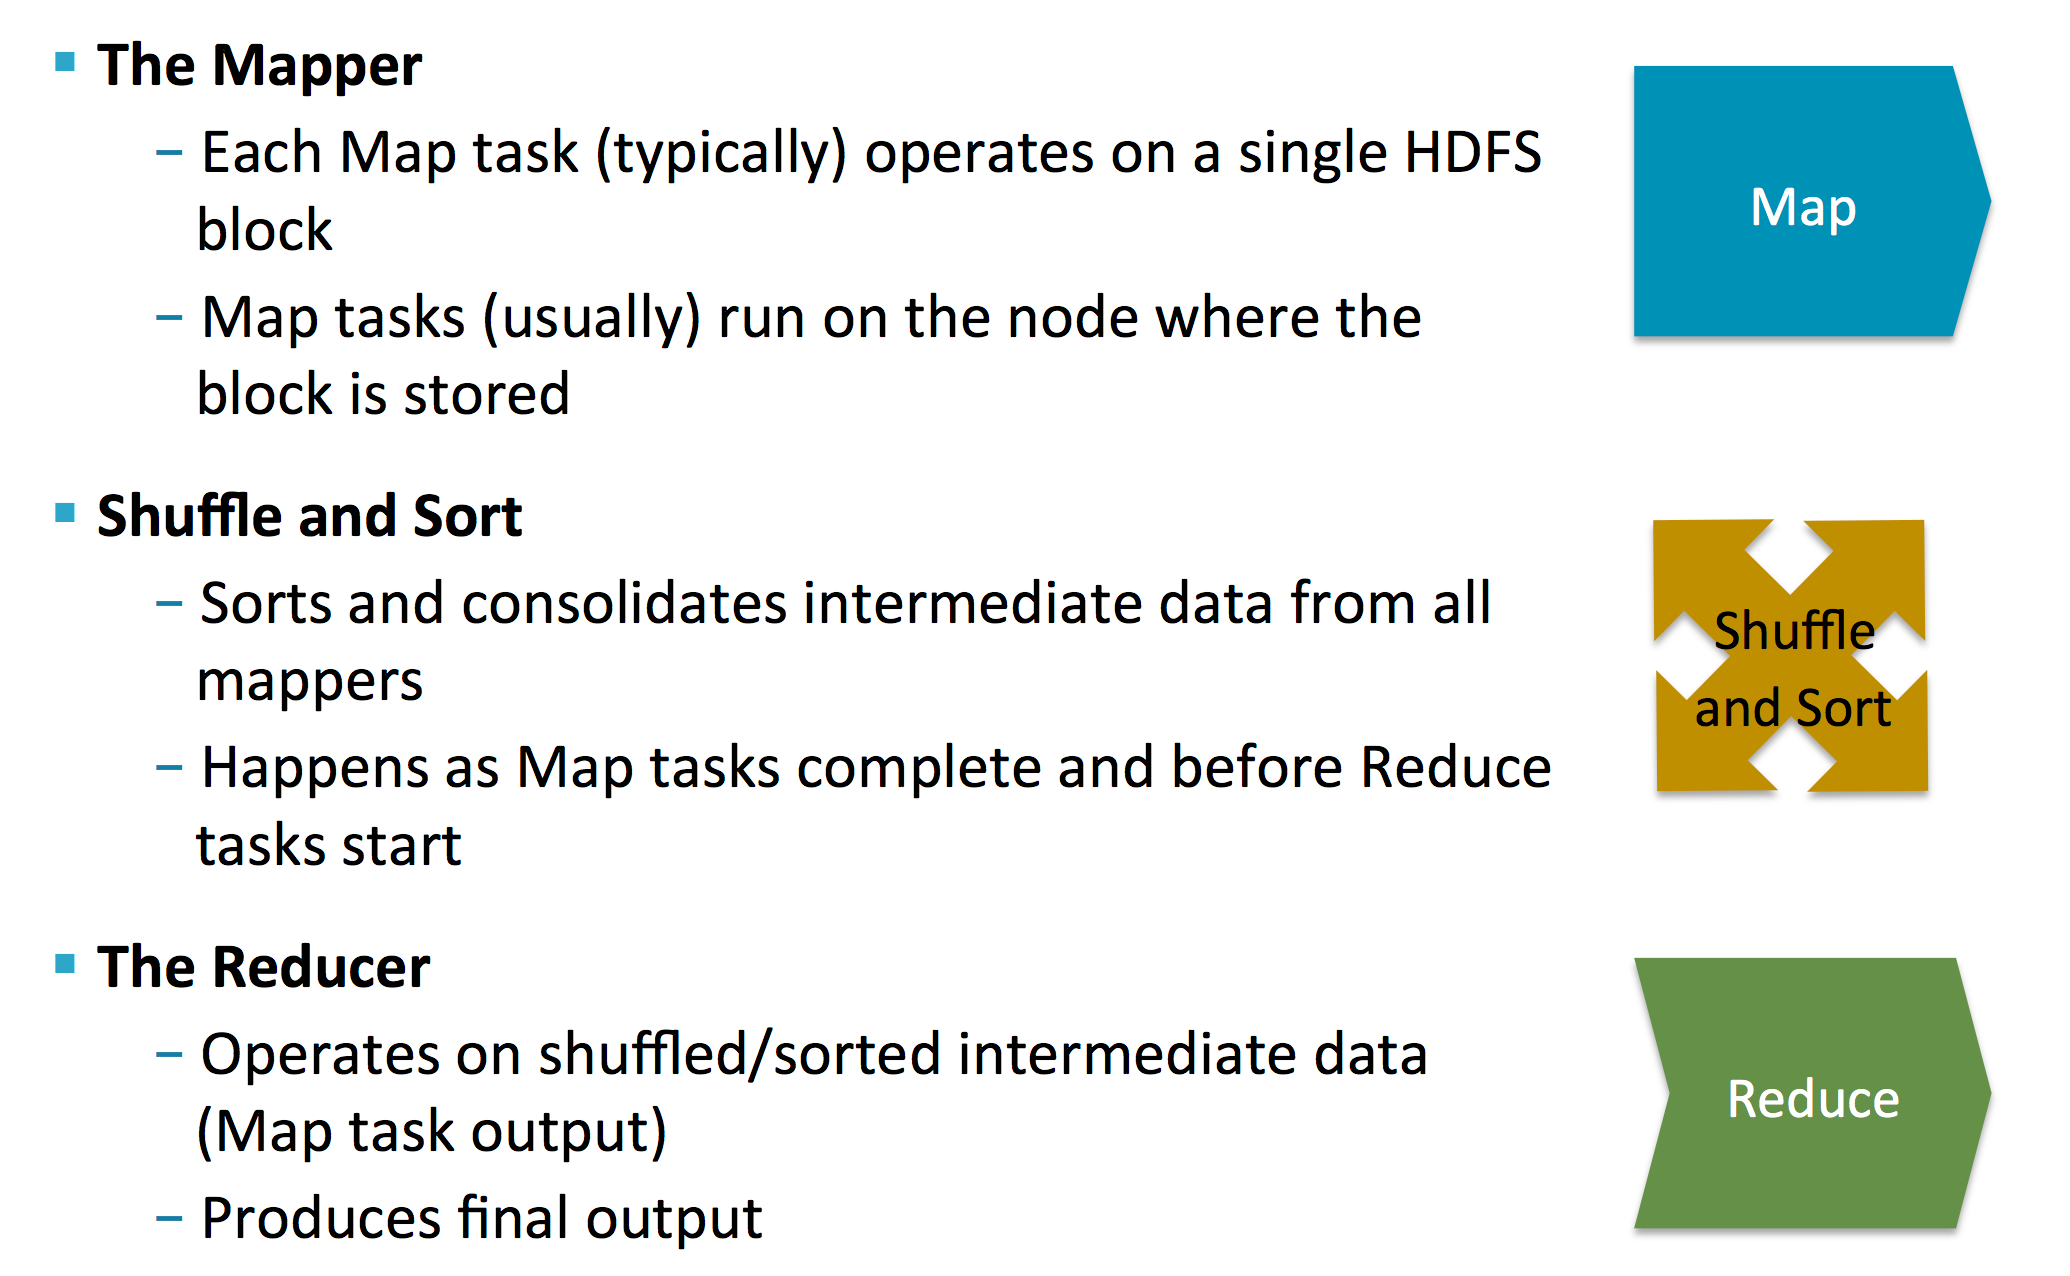 ▪ The Mapper
– Each Map task (typically) operates on a single HDFS
block
– Map tasks (usually) run on the node where the
block is stored
Map
▪ Shuffle and Sort
– Sorts and consolidates intermediate data from all
mappers
– Happens as Map tasks complete and before Reduce
tasks start
Shuffle
and Sort
▪ The Reducer
– Operates on shuffled/sorted intermediate data
(Map task output)
– Produces final output
Reduce